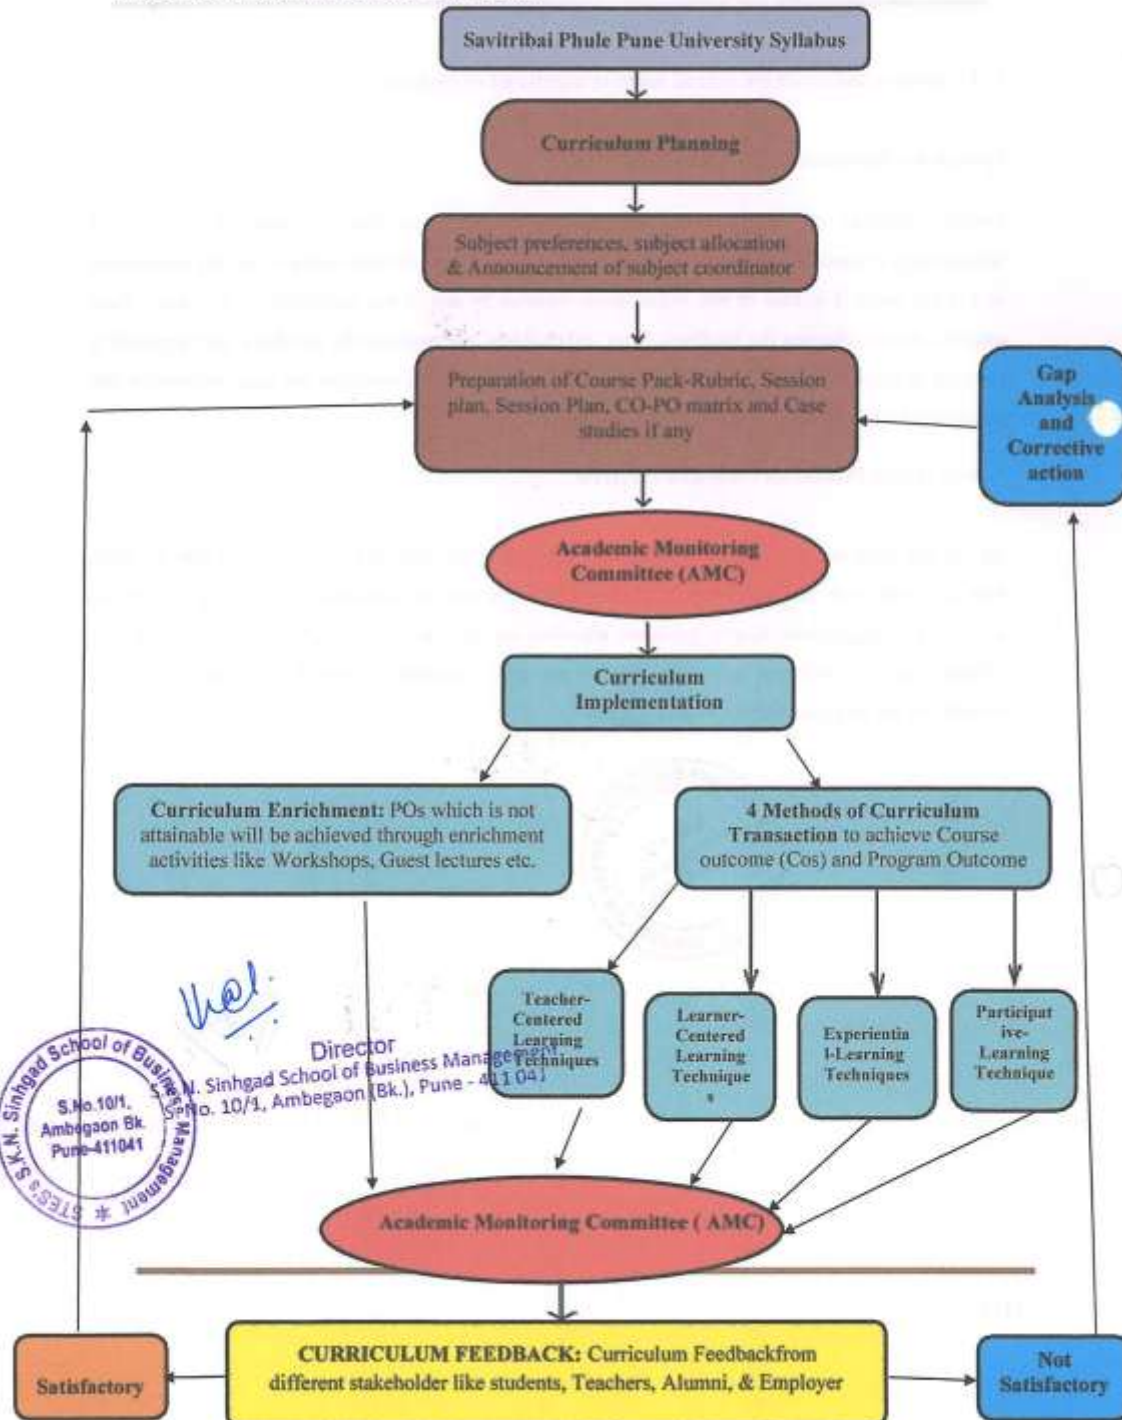 Savitribai Phule Pune University Syllabus
Curriculum Planning
Subject preferences, subject allocation
& Announcement of subject coordinator
Preparation of Course Pack-Rubric, Session
plan, Session Plan, CO-PO matrix and Case
studies if any
Gap
Analysis
and
Corrective
action
Academic Monitoring
Committee (AMC)
Curriculum
Implementation
Curriculum Enrichment: POs which is not
attainable will be achieved through enrichment
activities like Workshops, Guest lectures etc.
4 Methods of Curriculum
Transaction to achieve Course
outcome (Cos) and Program Outcome
Teacher-
Centered
Learning
Techniques
Learner-
Centered
Learning
Technique
s
Experientia
l-Learning
Techniques
Participat
ive-
Learning
Technique
Director
N. Sinhgad School of Business Management
S. No. 10/1, Ambegaon (Bk.), Pune - 411 041
STES's S.K.N. Sinhgad School of Business Management
S.No.10/1,
Ambegaon Bk.
Pune-411041
Academic Monitoring Committee ( AMC)
CURRICULUM FEEDBACK: Curriculum Feedbackfrom
different stakeholder like students, Teachers, Alumni, & Employer
Satisfactory
Not
Satisfactory